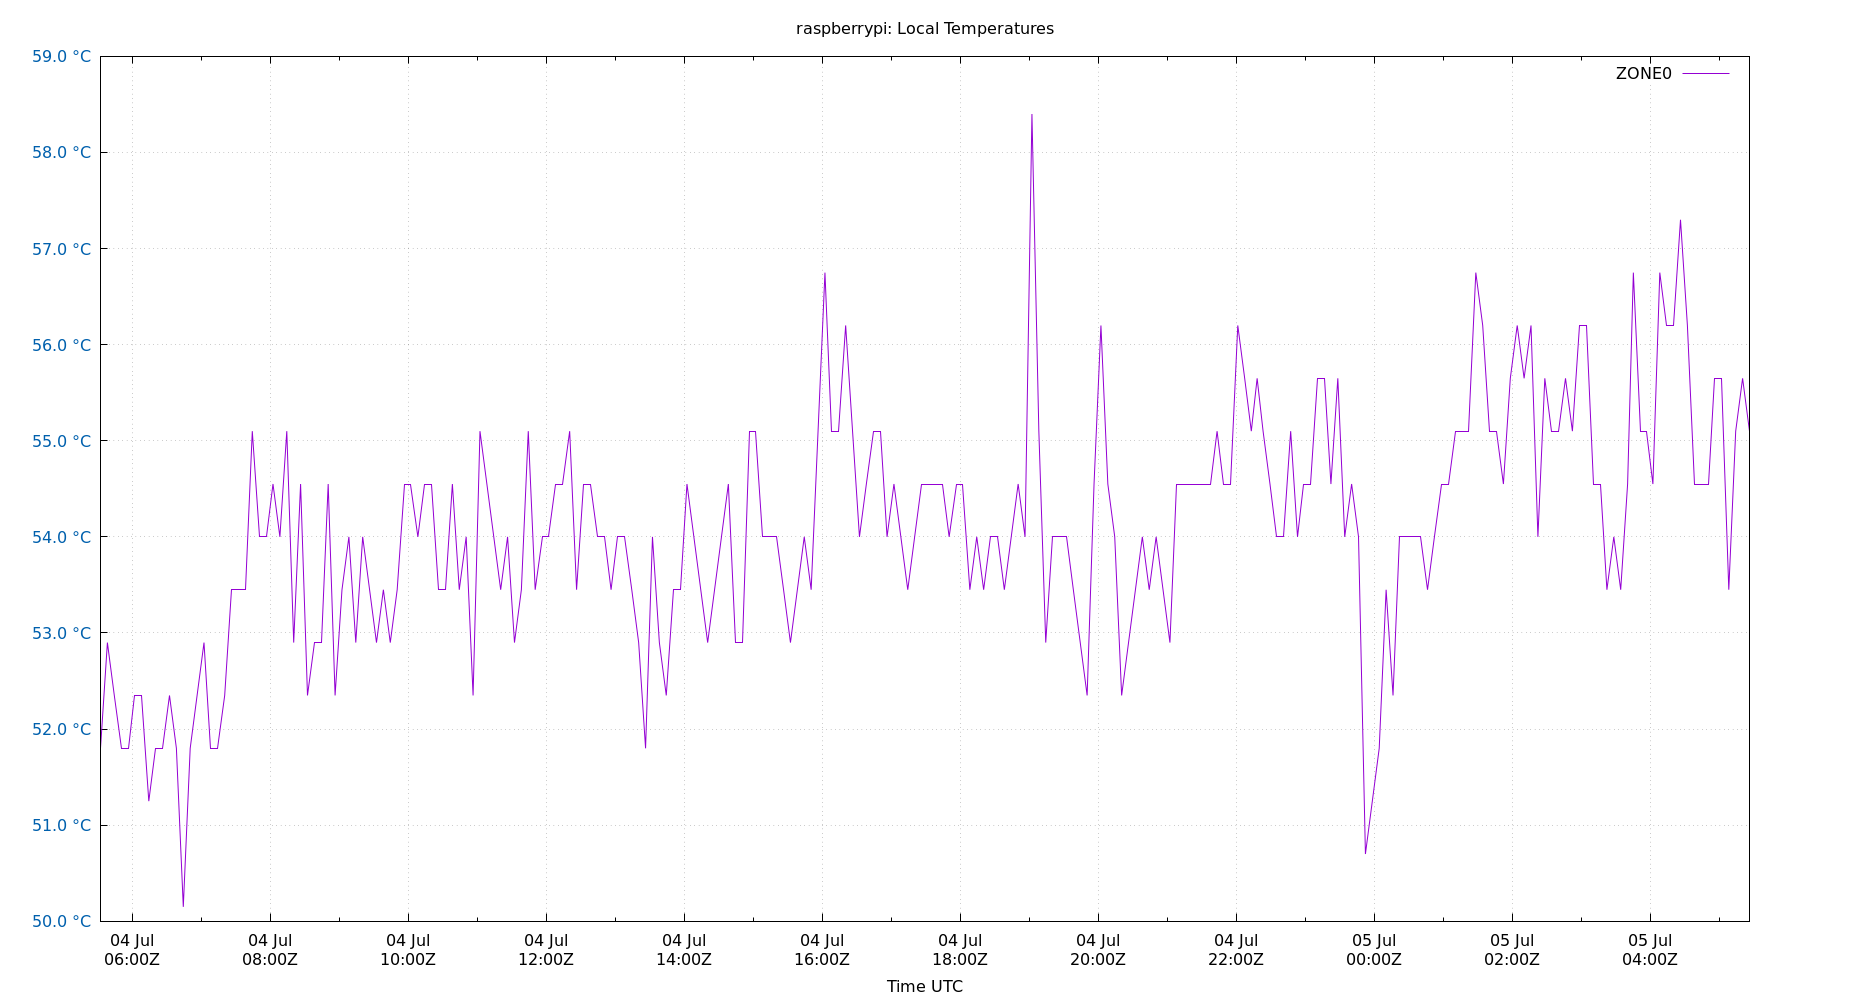 raspberrypi: Local Temperatures
59.0 °C
ZONE0
58.0 °C
57.0 °C
56.0 °C
55.0 °C
54.0 °C
53.0 °C
52.0 °C
51.0 °C
50.0 °C
04 Jul 04 Jul 04 Jul 04 Jul 04 Jul 04 Jul 04 Jul 04 Jul 04 Jul 05 Jul 05 Jul 05 Jul
06:00Z 08:00Z 10:00Z 12:00Z 14:00Z 16:00Z 18:00Z 20:00Z 22:00Z 00:00Z 02:00Z 04:00Z
Time UTC